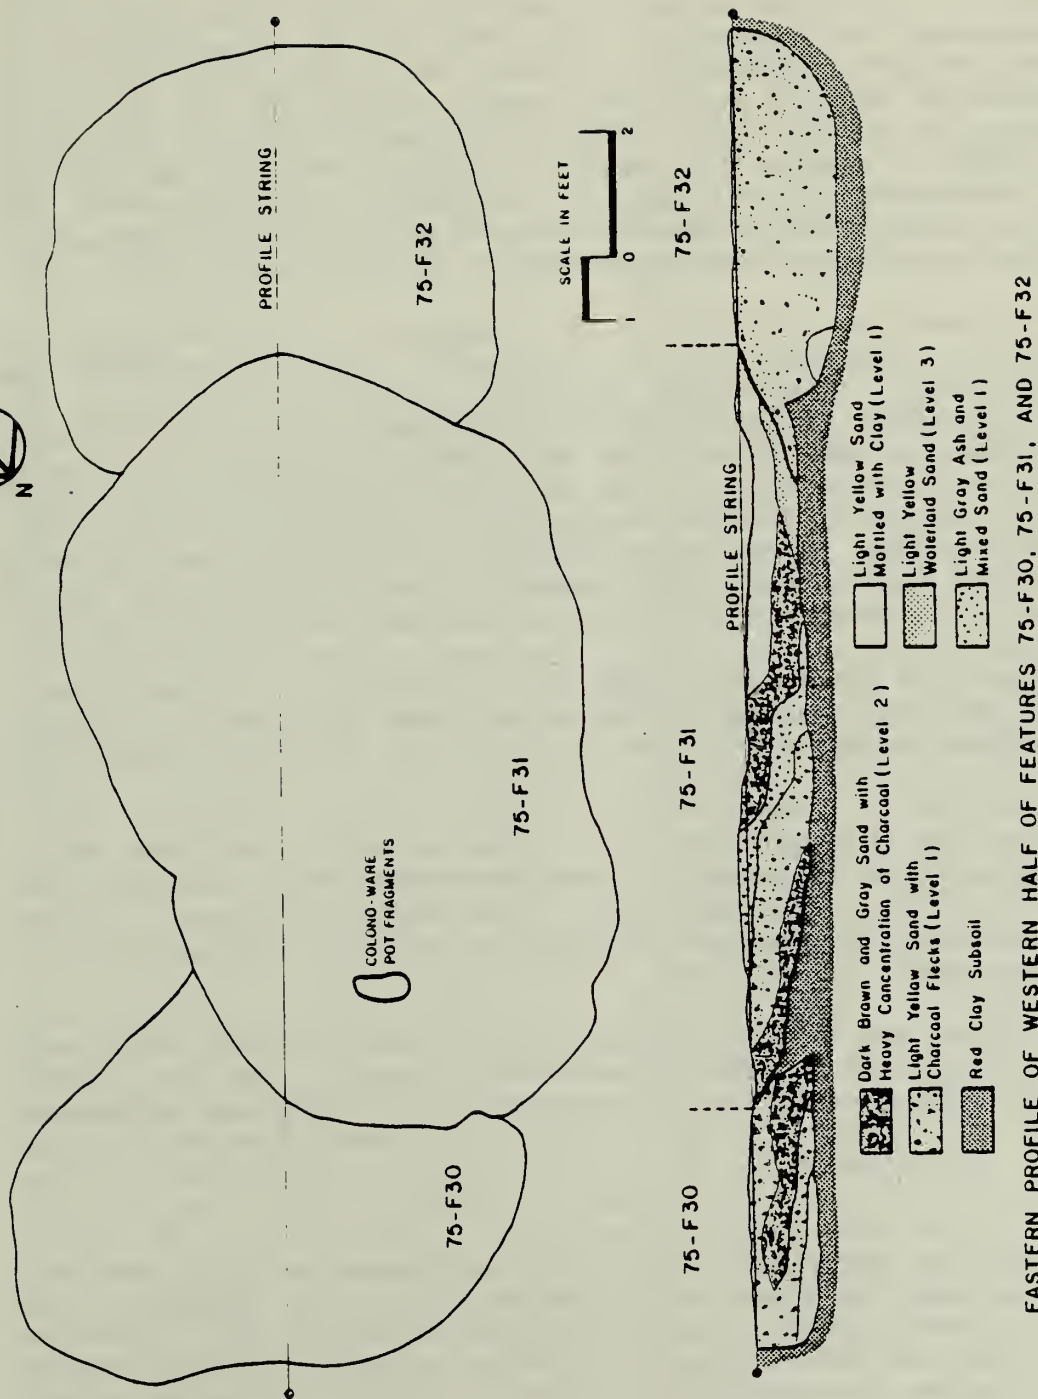 N
PROFILE STRING
75-F32
COLONO-WARE
POT FRAGMENTS
75-F31
75-F30
SCALE IN FEET
1 0 2
75-F30
75-F31
75-F32
PROFILE STRING
Dark Brown and Gray Sand with
Heavy Concentration of Charcoal (Level 2)
Light Yellow Sand with
Charcoal Flecks (Level 1)
Red Clay Subsoil
Light Yellow Sand
Mottled with Clay (Level 1)
Light Yellow
Waterlaid Sand (Level 3)
Light Gray Ash and
Mixed Sand (Level 1)
EASTERN PROFILE OF WESTERN HALF OF FEATURES 75-F30, 75-F31, AND 75-F32